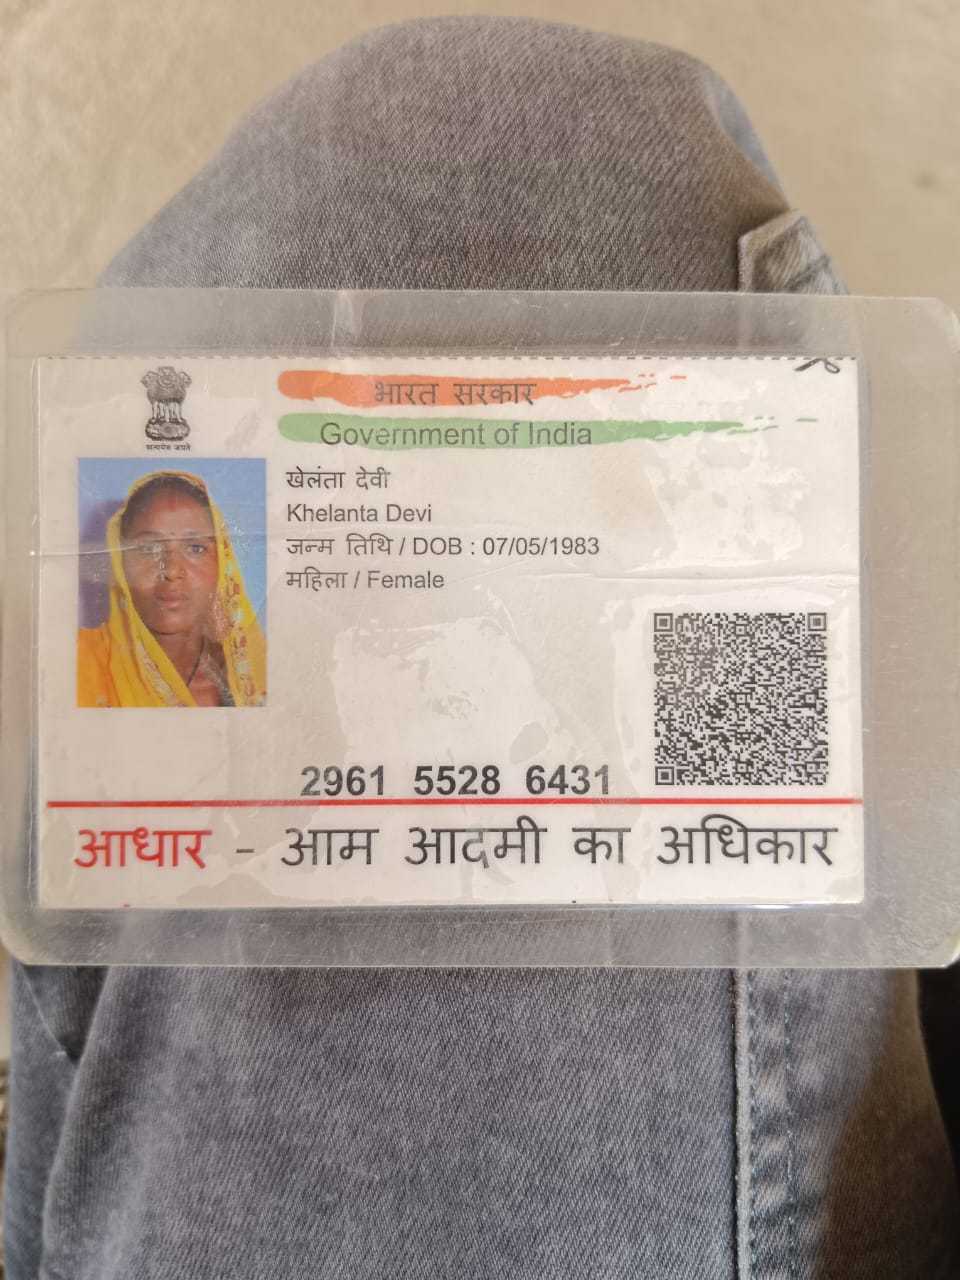 भारत सरकार
Government of India
सत्यमेव जयते
खेलंता देवी
Khelanta Devi
जन्म तिथि / DOB : 07/05/1983
महिला / Female
2961 5528 6431
आधार - आम आदमी का अधिकार